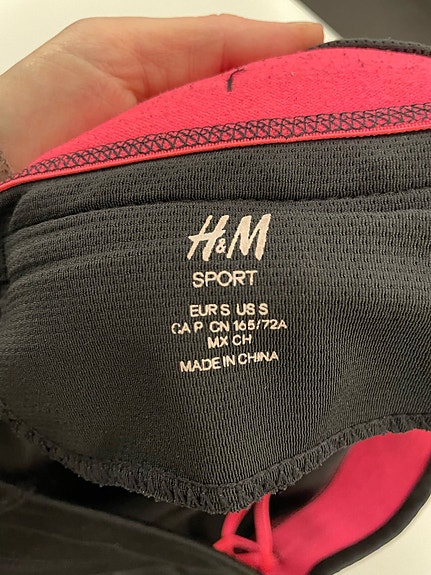 H&M
SPORT
EUR S US S
CA P CN 165/72A
MX CH
MADE IN CHINA